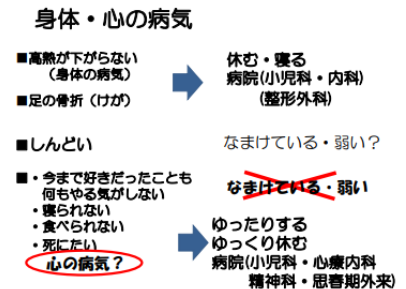 身体・心の病気
■高熱が下がらない
(身体の病気)
■足の骨折(けが)
休む・寝る
病院(小児科・内科)
(整形外科)
■しんどい
なまけている・弱い？
■・今まで好きだったことも
何もやる気がしない
・寝られない
・食べられない
・死にたい
心の病気？
なまけている・弱い
ゆったりする
ゆっくり休む
病院(小児科・心療内科
精神科・思春期外来)